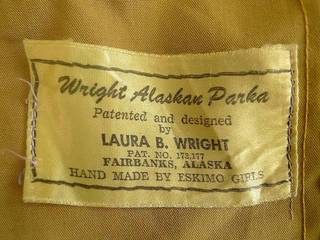 Wright Alaskan Parka
Patented and designed
by
LAURA B. WRIGHT
PAT. NO. 173,177
FAIRBANKS, ALASKA
HAND MADE BY ESKIMO GIRLS